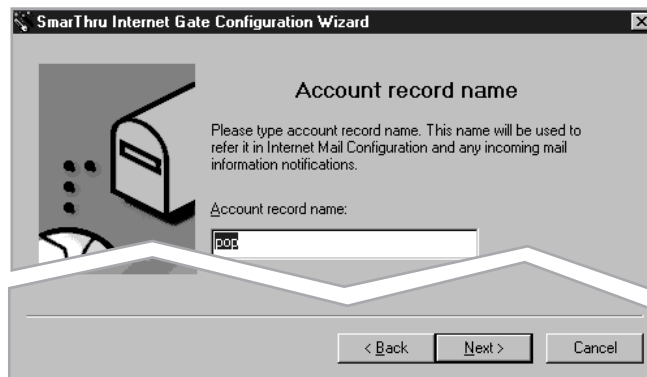 SmarThru Internet Gate Configuration Wizard
Account record name
Please type account record name. This name will be used to
refer it in Internet Mail Configuration and any incoming mail
information notifications.
Account record name:
pop
< Back
Next >
Cancel